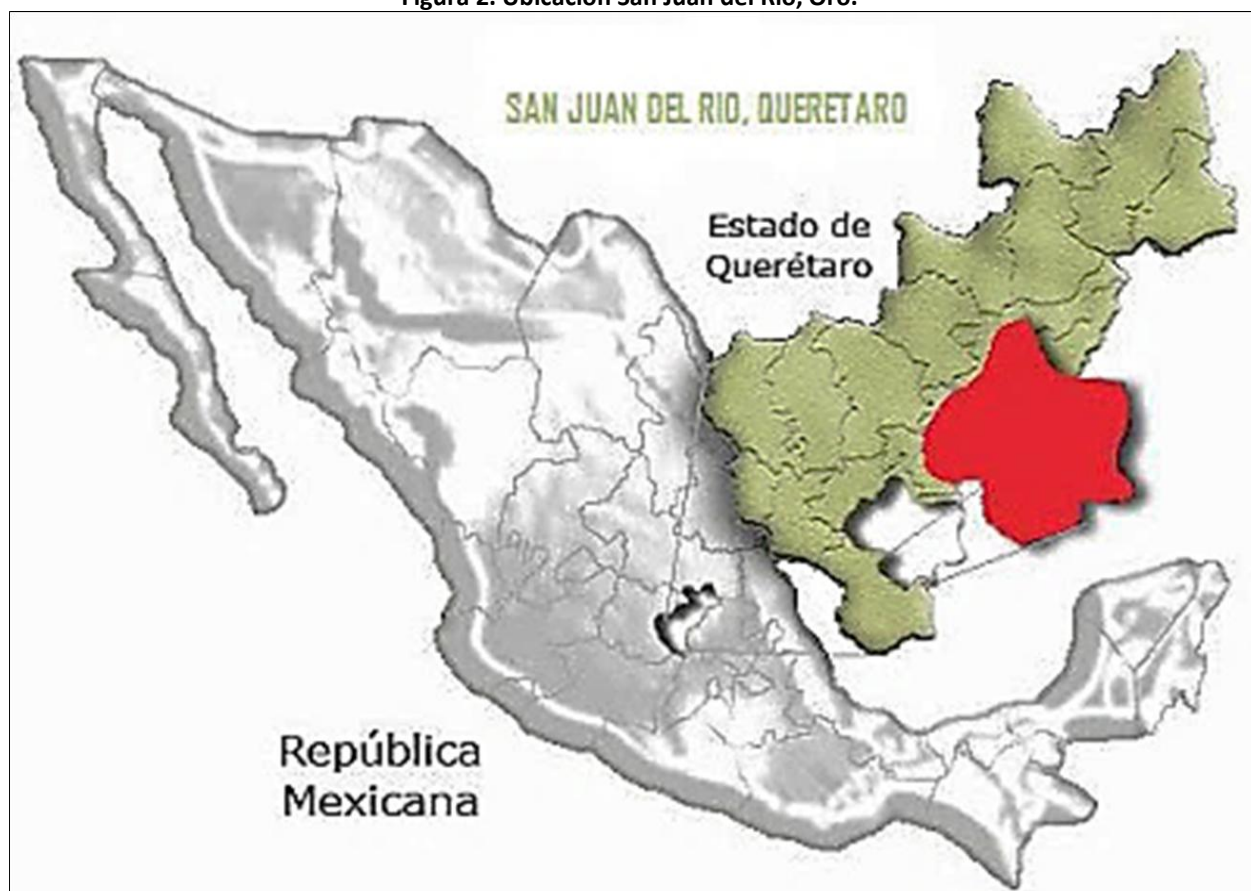 Figura 2. Ubicación San Juan del Río, Qro.
SAN JUAN DEL RIO, QUERETARO
Estado de
Querétaro
República
Mexicana